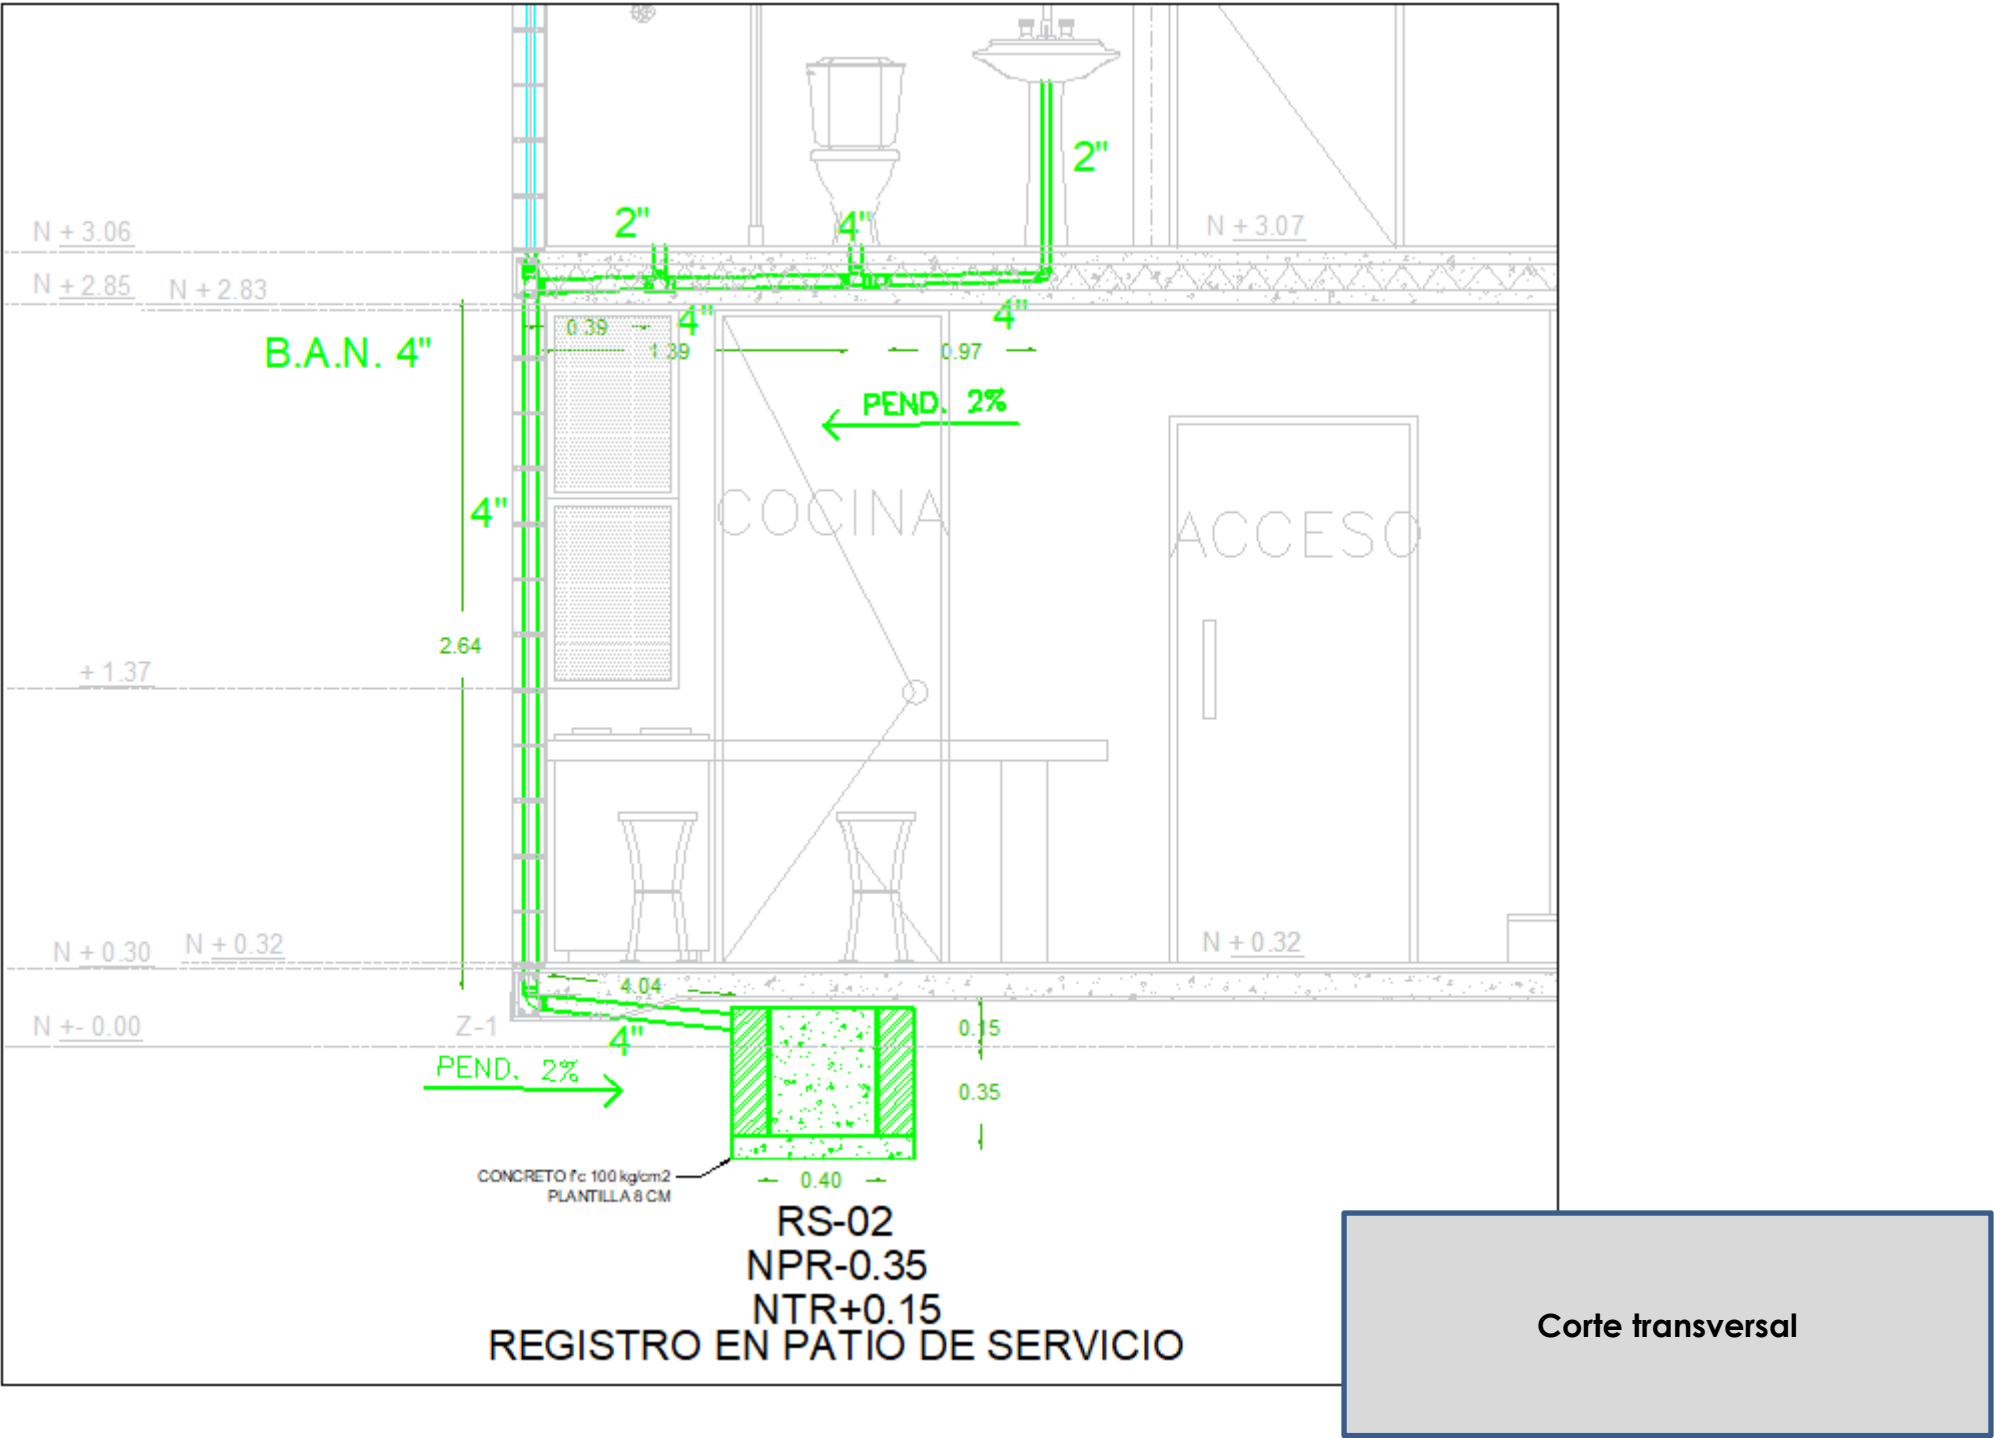 2"
2"
4"
N + 3.06
N + 3.07
N + 2.85
N + 2.83
4"
4"
0.39
1.39
0.97
B.A.N. 4"
PEND. 2%
4"
COCINA
ACCESO
2.64
+ 1.37
N + 0.30
N + 0.32
N + 0.32
4.04
N +- 0.00
Z-1
4"
0.15
PEND. 2%
0.35
CONCRETO f'c 100 kg/cm2
PLANTILLA 8 CM
0.40
RS-02
NPR-0.35
NTR+0.15
REGISTRO EN PATIO DE SERVICIO
Corte transversal